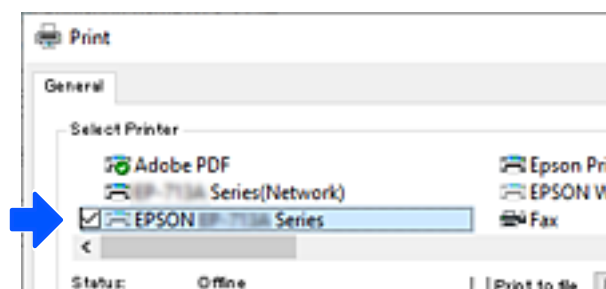 Print
General
Select Printer
Adobe PDF
Epson Pri
Series(Network)
EPSON W
EPSON Series
Fax
Status: Offline
Print to file